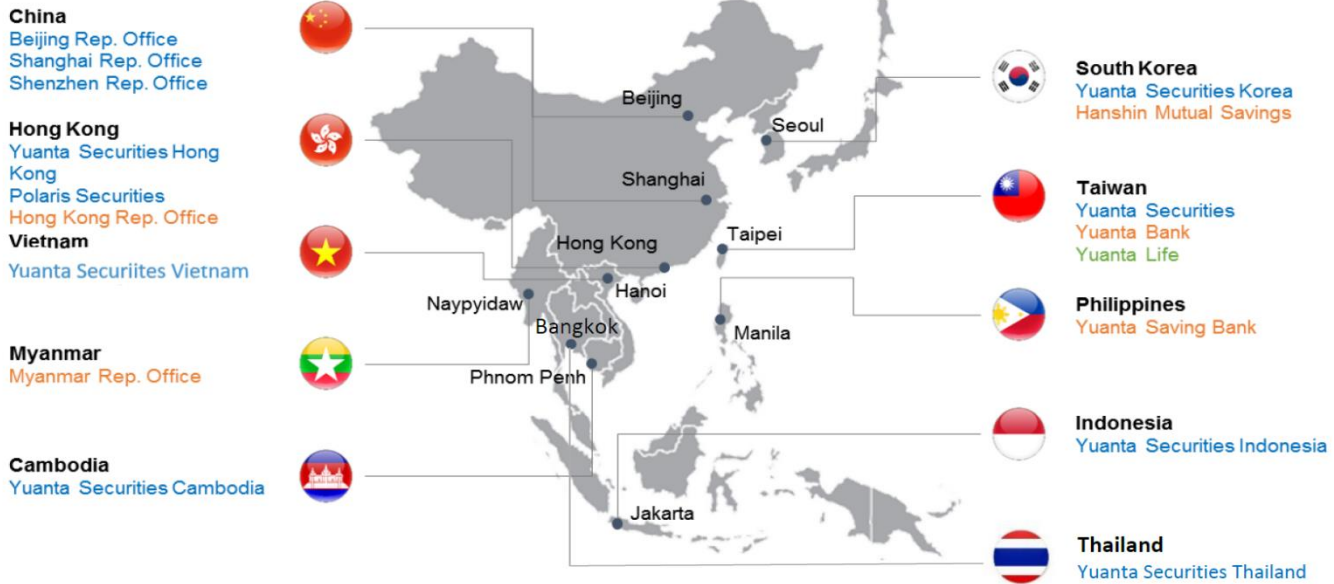 China
Beijing Rep. Office
Shanghai Rep. Office
Shenzhen Rep. Office
Hong Kong
Yuanta Securities Hong
Kong
Polaris Securities
Hong Kong Rep. Office
Vietnam
Yuanta Securiites Vietnam
Myanmar
Myanmar Rep. Office
Cambodia
Yuanta Securities Cambodia
Beijing
Seoul
Shanghai
Taipei
Hong Kong
Hanoi
Naypyidaw
Bangkok
Manila
Phnom Penh
Jakarta
South Korea
Yuanta Securities Korea
Hanshin Mutual Savings
Taiwan
Yuanta Securities
Yuanta Bank
Yuanta Life
Philippines
Yuanta Saving Bank
Indonesia
Yuanta Securities Indonesia
Thailand
Yuanta Securities Thailand